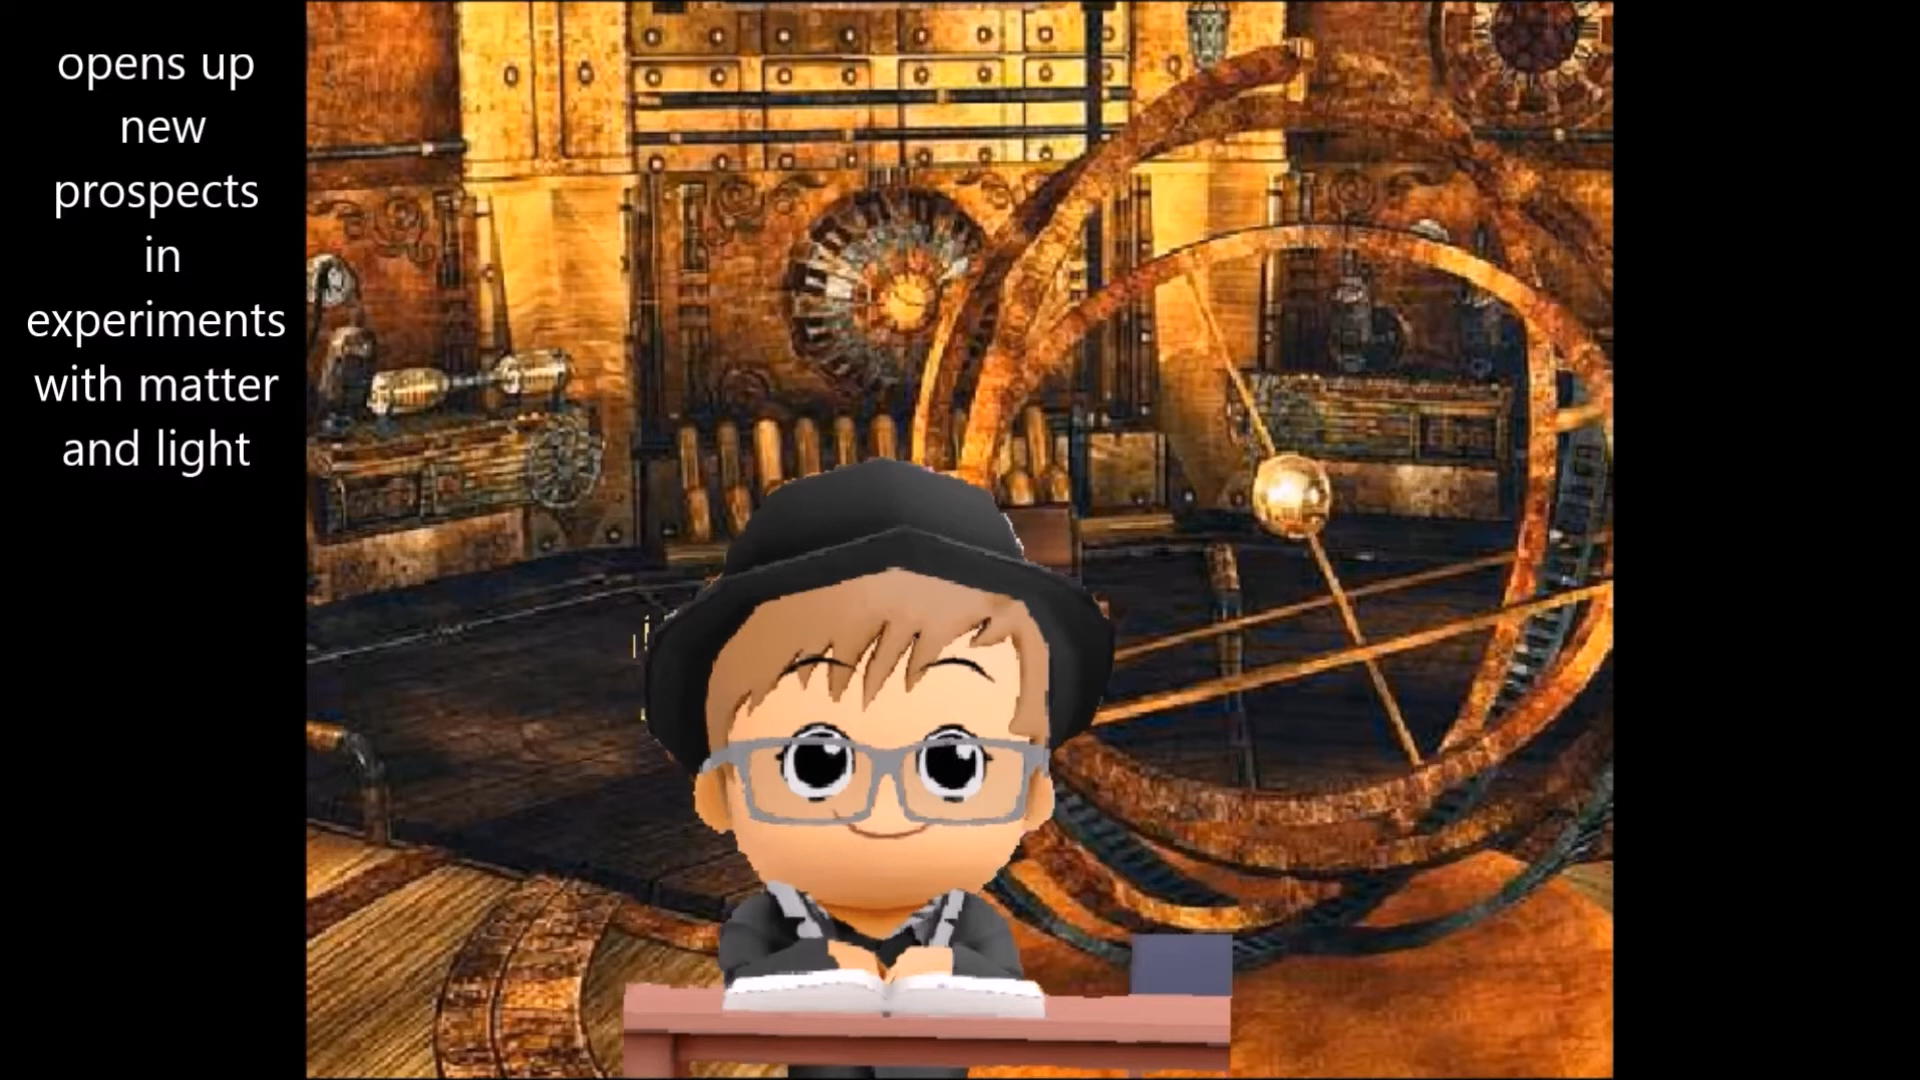 opens up
new
prospects
in
experiments
with matter
and light